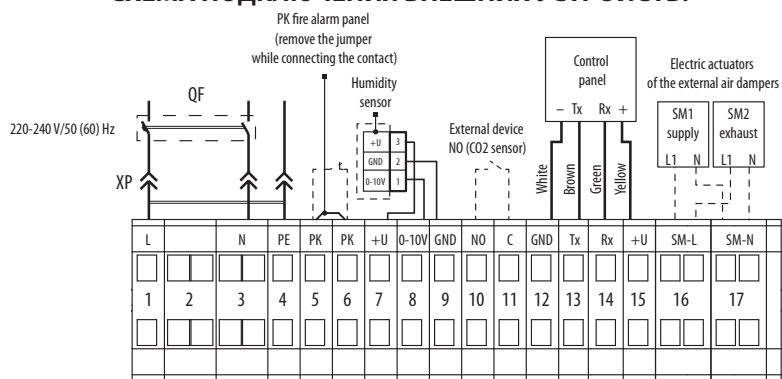 СХЕМА ПОДКЛЮЧЕНИЯ ВНЕШНИХ УСТРОЙСТВ:
PK fire alarm panel
(remove the jumper
while connecting the contact)
QF
220-240 V/50 (60) Hz
XP
Humidity
sensor
+U 3
GND 2
0-10V 1
External device
NO (CO2 sensor)
Control
panel
– Tx Rx +
White
Brown
Green
Yellow
Electric actuators
of the external air dampers
SM1
supply
L1 N
SM2
exhaust
L1 N
L N PE PK PK +U 0-10V GND NO C GND Tx Rx +U SM-L SM-N
1 2 3 4 5 6 7 8 9 10 11 12 13 14 15 16 17